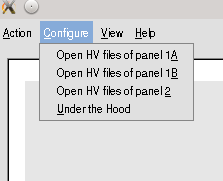 Action Configure View Help
Open HV files of panel 1A
Open HV files of panel 1B
Open HV files of panel 2
Under the Hood